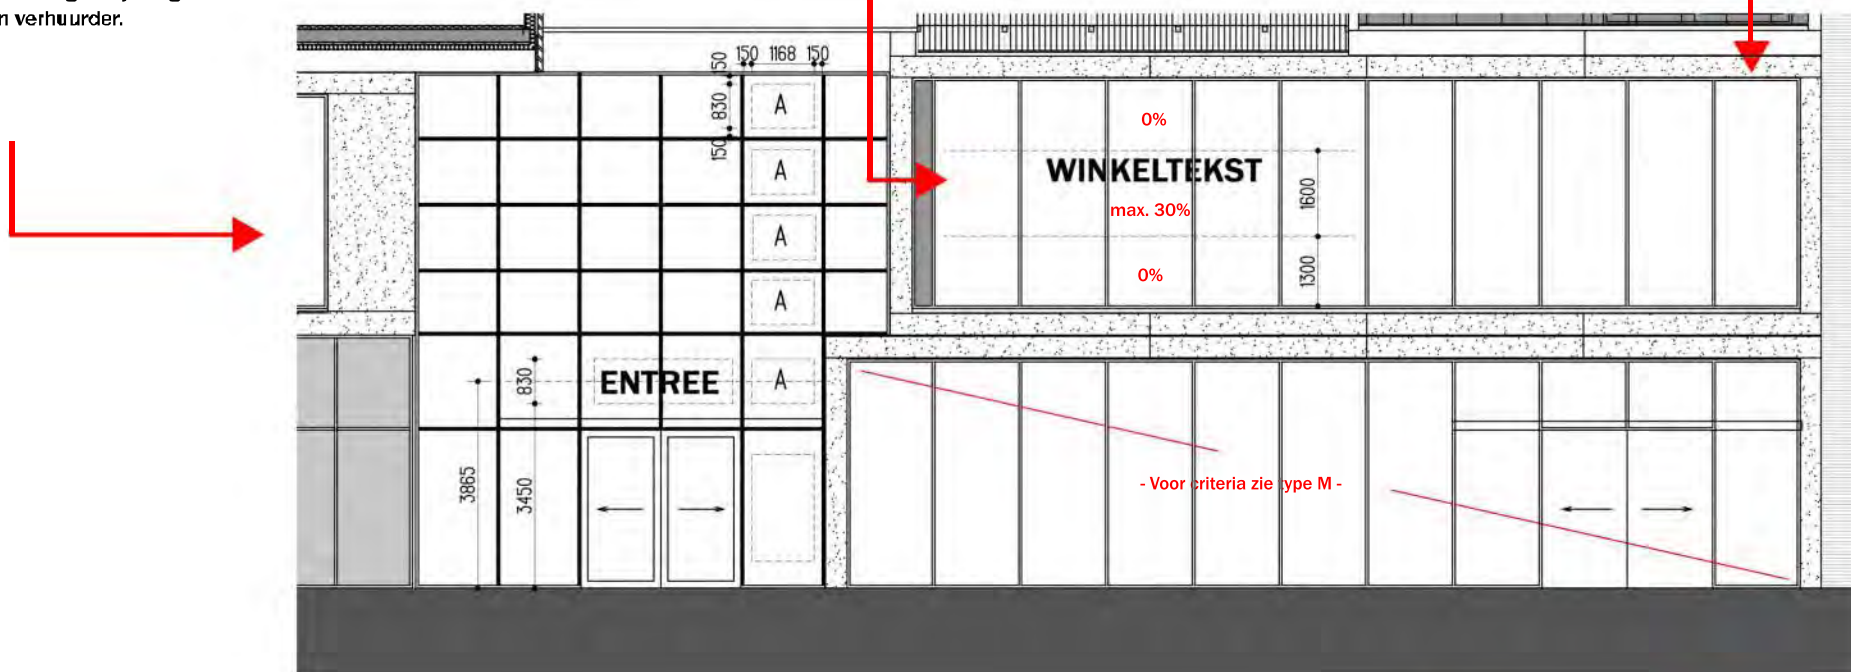 verhuurder.
150 1168 150
150
830
150
A
A
A
A
A
0%
WINKELTEKST
max. 30%
0%
1600
1300
830
ENTREE
3865
3450
- Voor criteria zie type M -